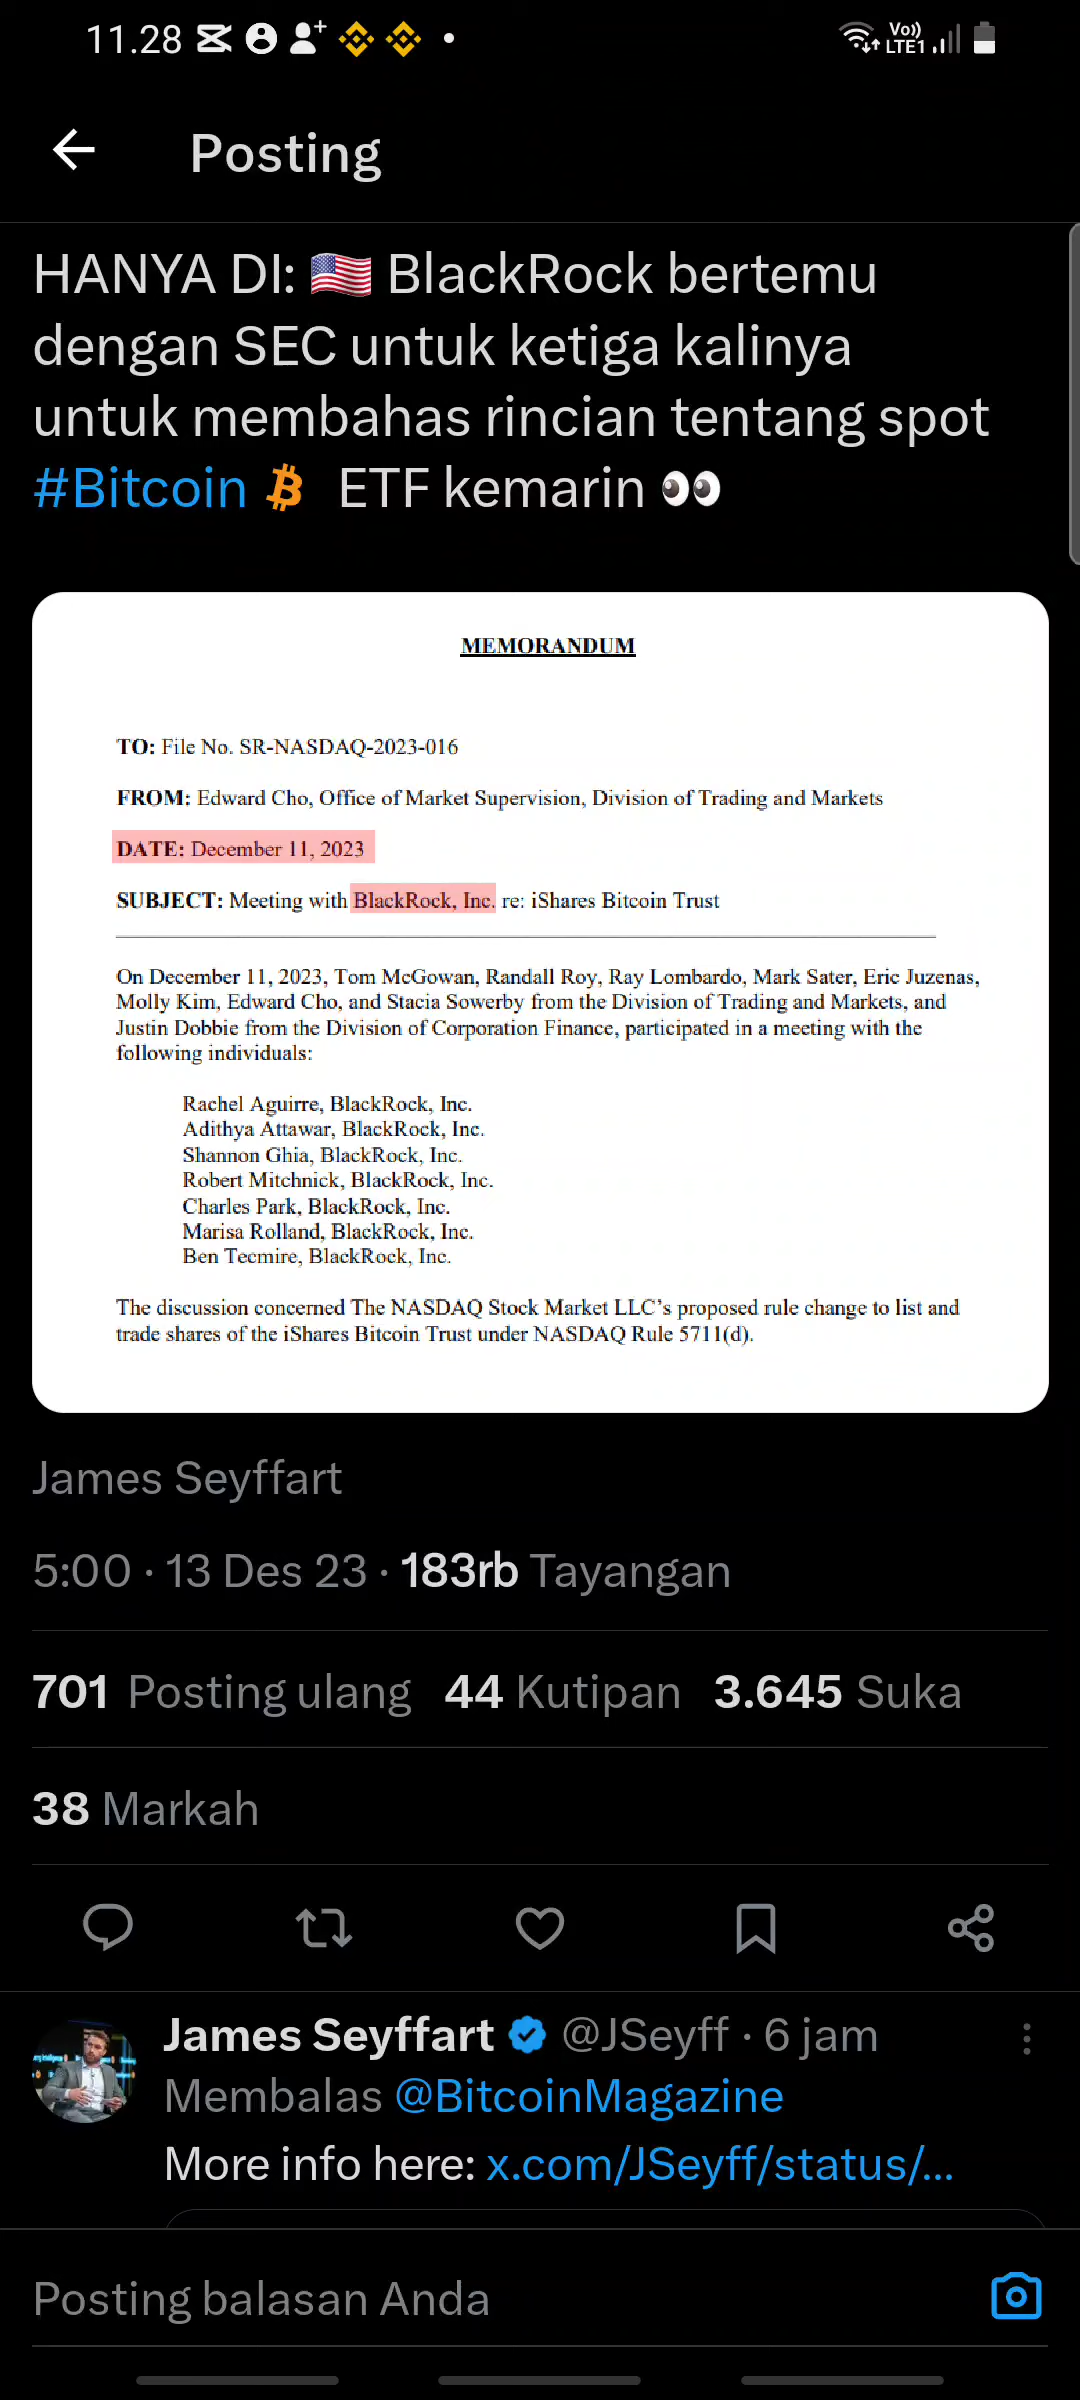 11.28
Vo))
LTE1
Posting
HANYA DI: 🇺🇸 BlackRock bertemu
dengan SEC untuk ketiga kalinya
untuk membahas rincian tentang spot
#Bitcoin ₿ ETF kemarin 👀
MEMORANDUM
TO: File No. SR-NASDAQ-2023-016
FROM: Edward Cho, Office of Market Supervision, Division of Trading and Markets
DATE: December 11, 2023
SUBJECT: Meeting with BlackRock, Inc. re: iShares Bitcoin Trust
On December 11, 2023, Tom McGowan, Randall Roy, Ray Lombardo, Mark Sater, Eric Juzenas,
Molly Kim, Edward Cho, and Stacia Sowerby from the Division of Trading and Markets, and
Justin Dobbie from the Division of Corporation Finance, participated in a meeting with the
following individuals:
Rachel Aguirre, BlackRock, Inc.
Adithya Attawar, BlackRock, Inc.
Shannon Ghia, BlackRock, Inc.
Robert Mitchnick, BlackRock, Inc.
Charles Park, BlackRock, Inc.
Marisa Rolland, BlackRock, Inc.
Ben Tecmire, BlackRock, Inc.
The discussion concerned The NASDAQ Stock Market LLC's proposed rule change to list and
trade shares of the iShares Bitcoin Trust under NASDAQ Rule 5711(d).
James Seyffart
5:00 · 13 Des 23 · 183rb Tayangan
701 Posting ulang 44 Kutipan 3.645 Suka
38 Markah
James Seyffart @JSeyff · 6 jam
Membalas @BitcoinMagazine
More info here: x.com/JSeyff/status/...
Posting balasan Anda